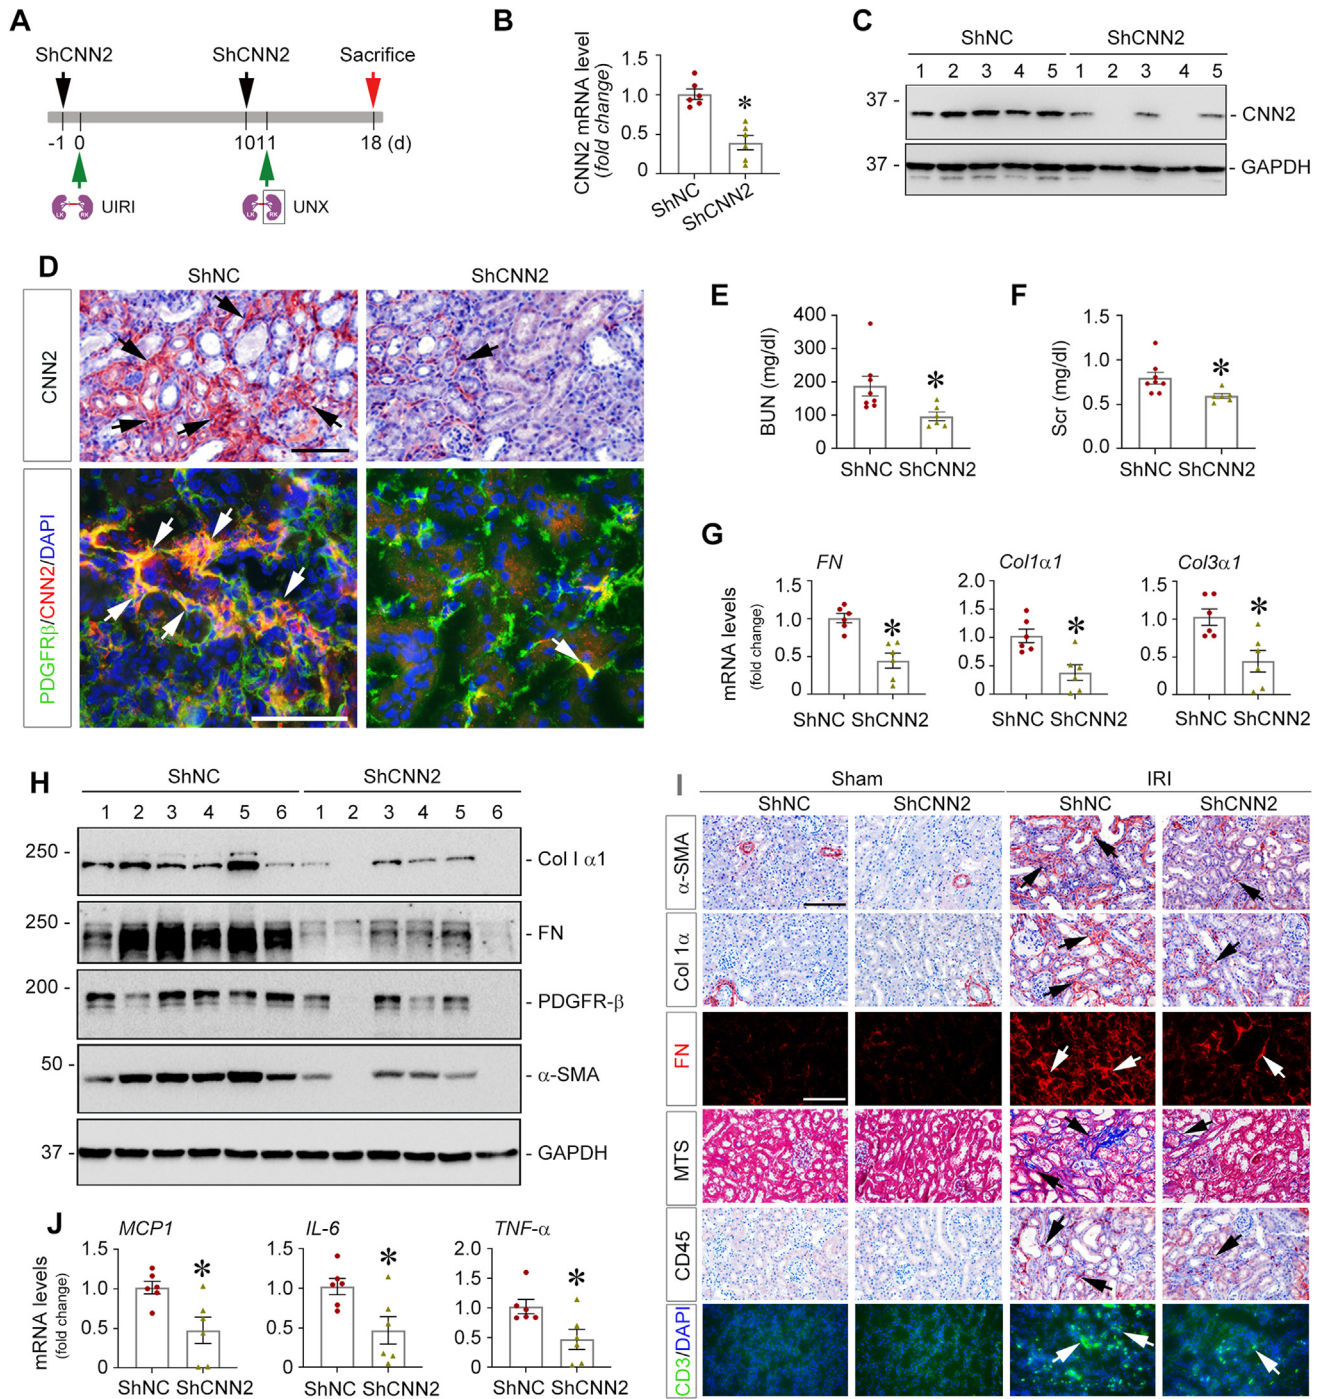 A
ShCNN2 ShCNN2 Sacrifice
-1 0 10 11 18 (d)
LK RK UIRI LK RK UNX
B
CNN2 mRNA level
(fold change)
1.5
1.0
0.5
0
ShNC
ShCNN2
*
C
ShNC ShCNN2
1 2 3 4 5 1 2 3 4 5
37 - - CNN2
37 - - GAPDH
D
ShNC ShCNN2
CNN2
PDGFRβ/CNN2/DAPI
E
BUN (mg/dl)
400
300
200
100
0
*
ShNC ShCNN2
F
Scr (mg/dl)
1.5
1.0
0.5
0.0
*
ShNC ShCNN2
G
mRNA levels
(fold change)
FN
1.5
1.0
0.5
0
*
ShNC ShCNN2
Col1α1
2.0
1.5
1.0
0.5
0
*
ShNC ShCNN2
Col3α1
1.5
1.0
0.5
0
*
ShNC ShCNN2
H
ShNC ShCNN2
1 2 3 4 5 6 1 2 3 4 5 6
250 - - Col I α1
250 - - FN
200 - - PDGFR-β
50 - - α-SMA
37 - - GAPDH
I
Sham IRI
ShNC ShCNN2 ShNC ShCNN2
α-SMA
Col 1α
FN
MTS
CD45
CD3/DAPI
J
mRNA levels
(fold change)
MCP1
1.5
1.0
0.5
0
*
ShNC ShCNN2
IL-6
1.5
1.0
0.5
0
*
ShNC ShCNN2
TNF-α
2.0
1.5
1.0
0.5
0
*
ShNC ShCNN2